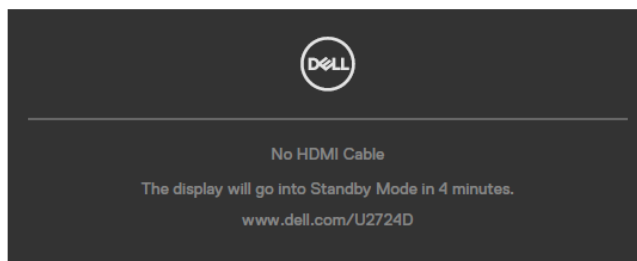 DELL
No HDMI Cable
The display will go into Standby Mode in 4 minutes.
www.dell.com/U2724D